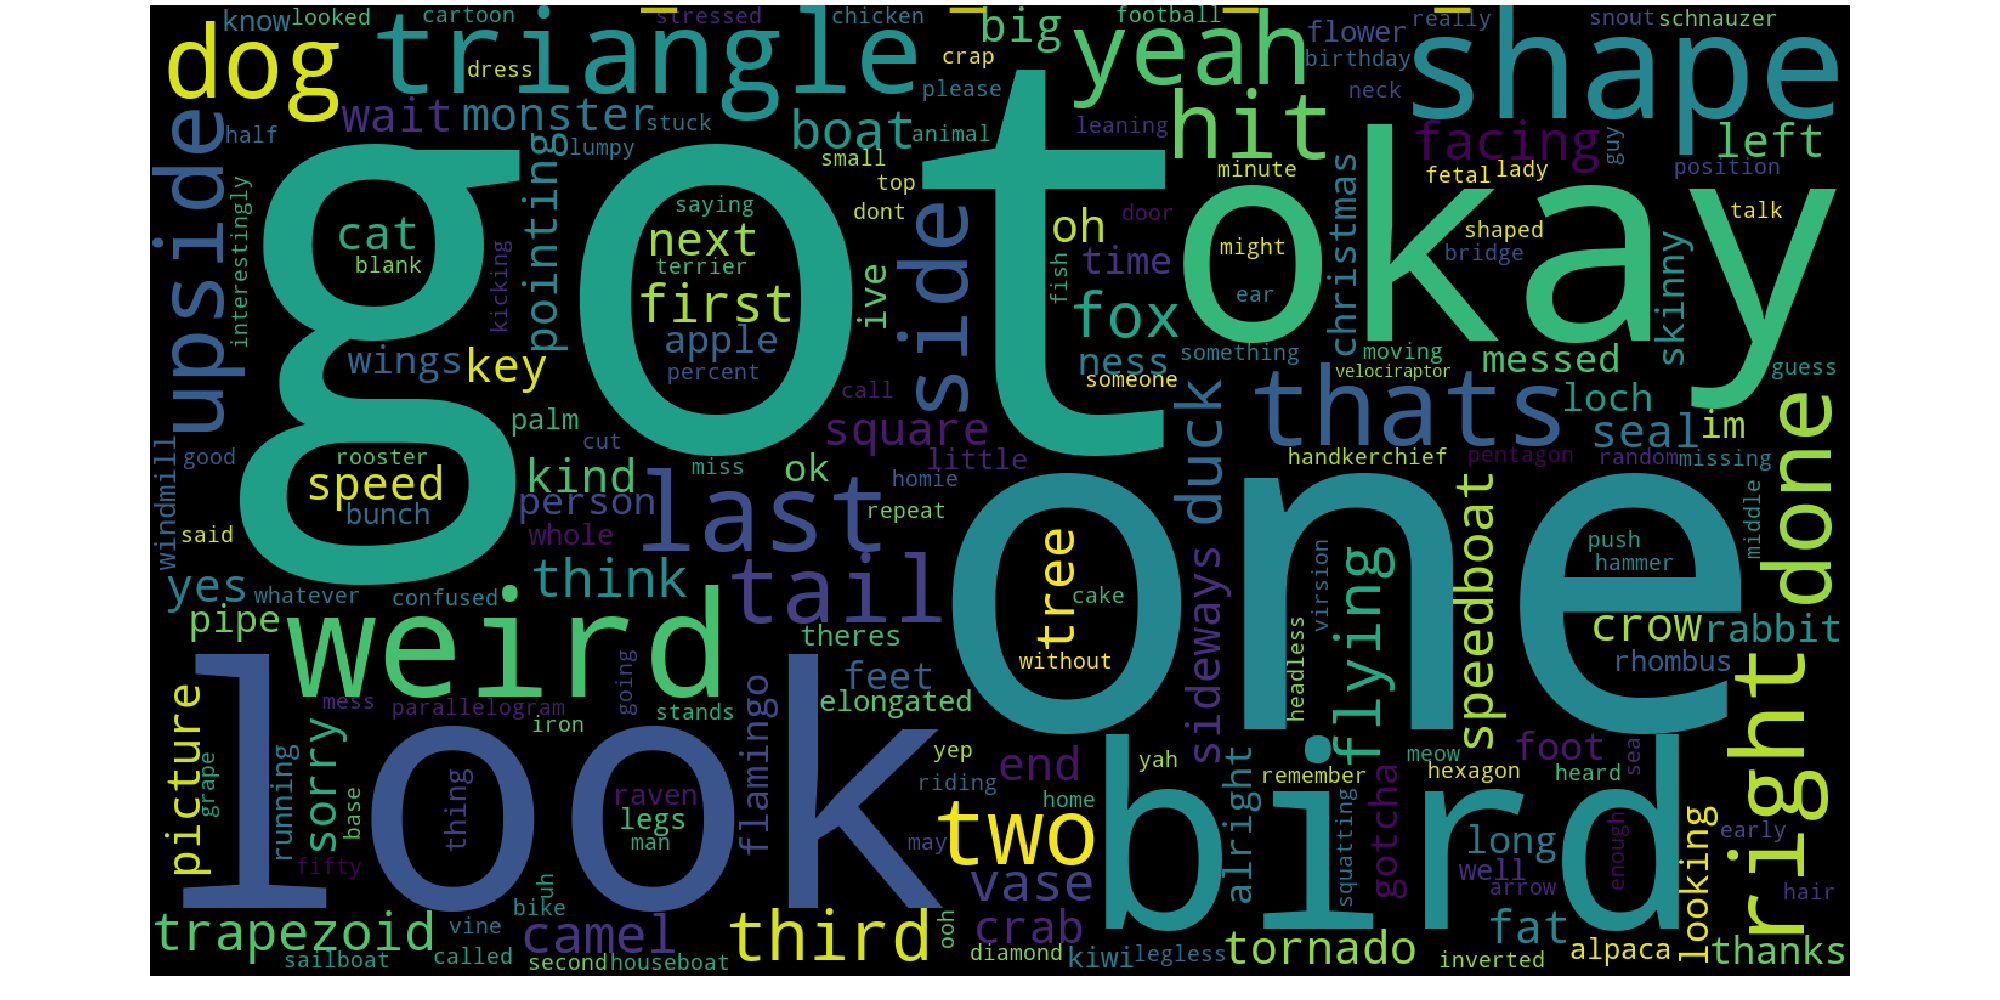 know looked cartoon stressed chicken big football flower really snout schnauzer
dog triangle dress crap yeah birthday shape
wait monster stuck please boat animal hit neck leaning facing guy left
half lumpy small top minute fetal lady position
upside pointing got okay
interestingly cat blank saying next terrier dont side oh door christmas might shaped talk
kicking first ive fish time ear bridge skinny
wings key apple percent fox ness something moving messed guess
someone velociraptor call
palm cut square duck thats loch seal im done
windmill good rooster kind miss ok little homie handkerchief pentagon random missing
said speed bunch person last repeat speedboat middle
whole one push hammer
yes whatever confused think tail tree cake sideways virsion flying
pipe weird theres without headless crow rabbit
feet rhombus right
picture look mess parallelogram going iron stands flamingo elongated
grape running sorry base thing yep end yah alright meow foot sea
raven riding home remember gotcha hexagon heard
fifty legs man may two bird squatting long well enough looking early
uh vase arrow hair
trapezoid vine bike camel third ooh crab tornado fat alpaca thanks
sailboat called second houseboat diamond kiwi legless inverted